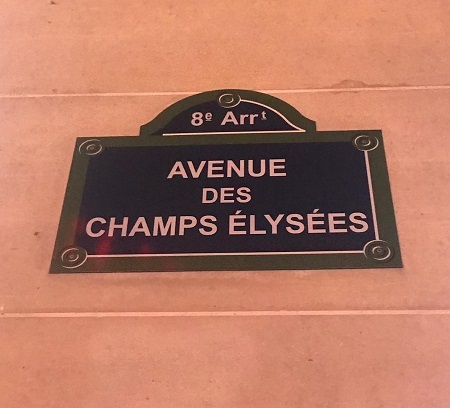 8e Arrt
AVENUE
DES
CHAMPS ÉLYSÉES